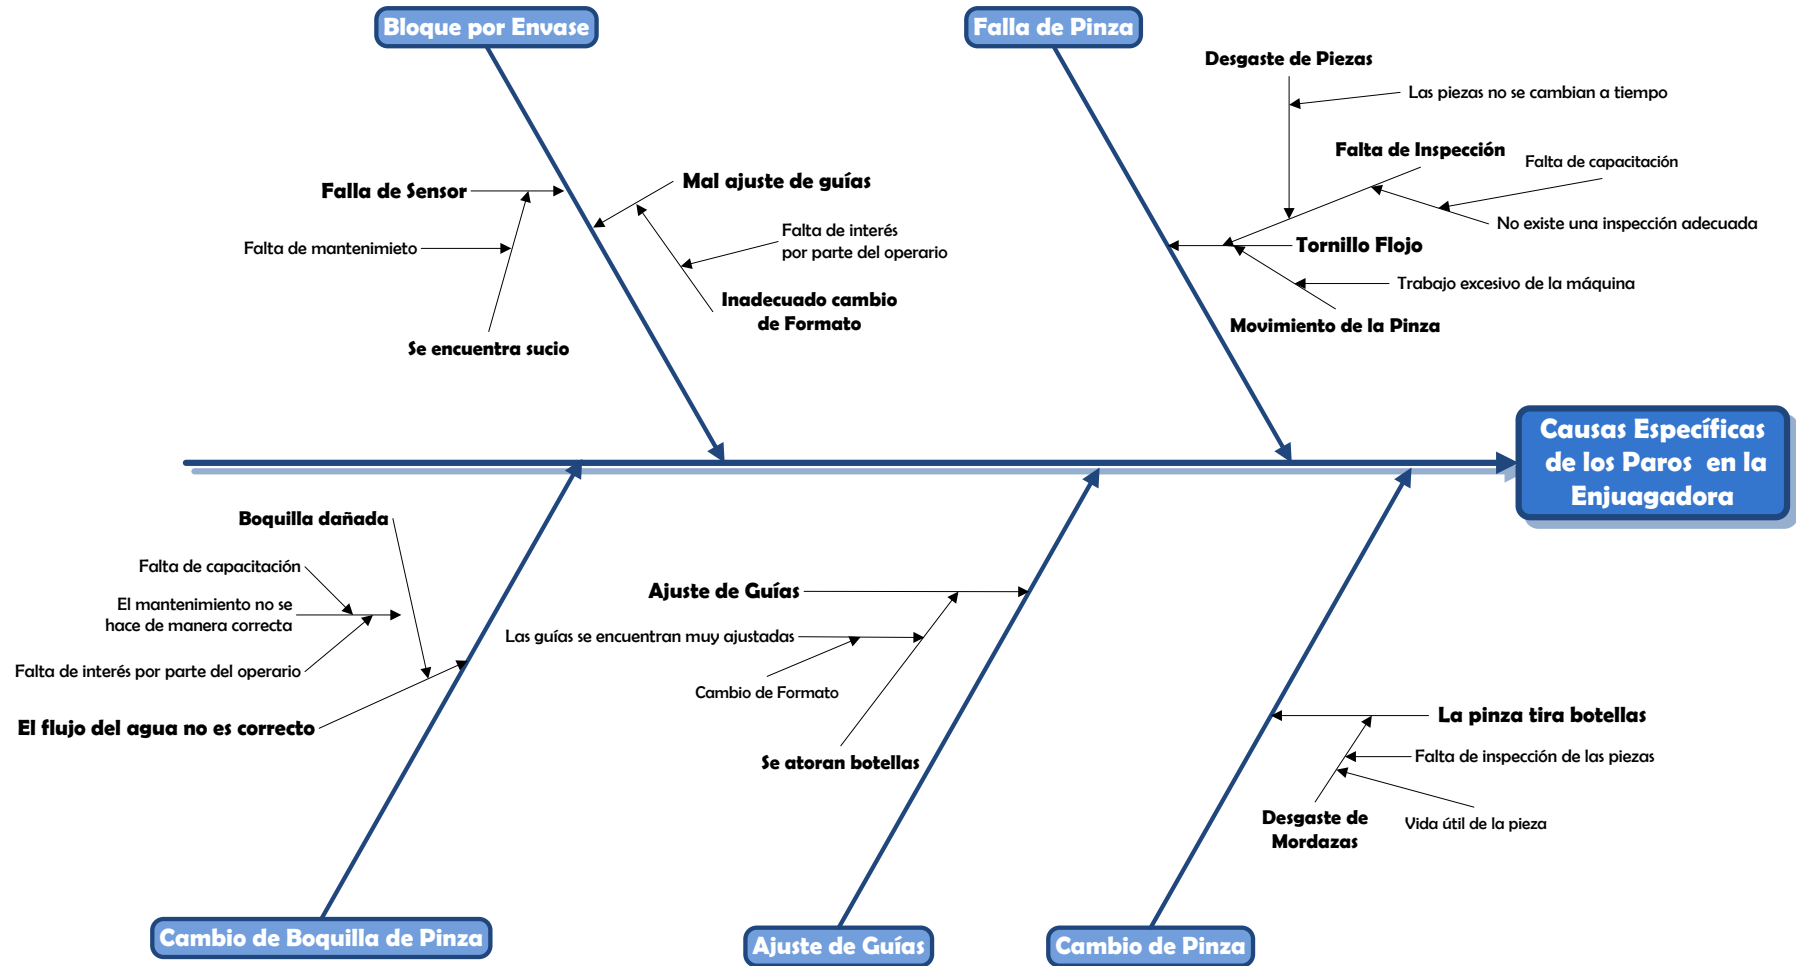 Bloque por Envase
Falla de Pinza
Desgaste de Piezas
Las piezas no se cambian a tiempo
Falta de Inspección
Falta de capacitación
No existe una inspección adecuada
Tornillo Flojo
Trabajo excesivo de la máquina
Movimiento de la Pinza
Falla de Sensor
Mal ajuste de guías
Falta de mantenimieto
Falta de interés
por parte del operario
Inadecuado cambio
de Formato
Se encuentra sucio
Causas Específicas
de los Paros en la
Enjuagadora
Boquilla dañada
Falta de capacitación
El mantenimiento no se
hace de manera correcta
Falta de interés por parte del operario
El flujo del agua no es correcto
Ajuste de Guías
Las guías se encuentran muy ajustadas
Cambio de Formato
Se atoran botellas
La pinza tira botellas
Falta de inspección de las piezas
Desgaste de
Mordazas
Vida útil de la pieza
Cambio de Boquilla de Pinza
Ajuste de Guías
Cambio de Pinza